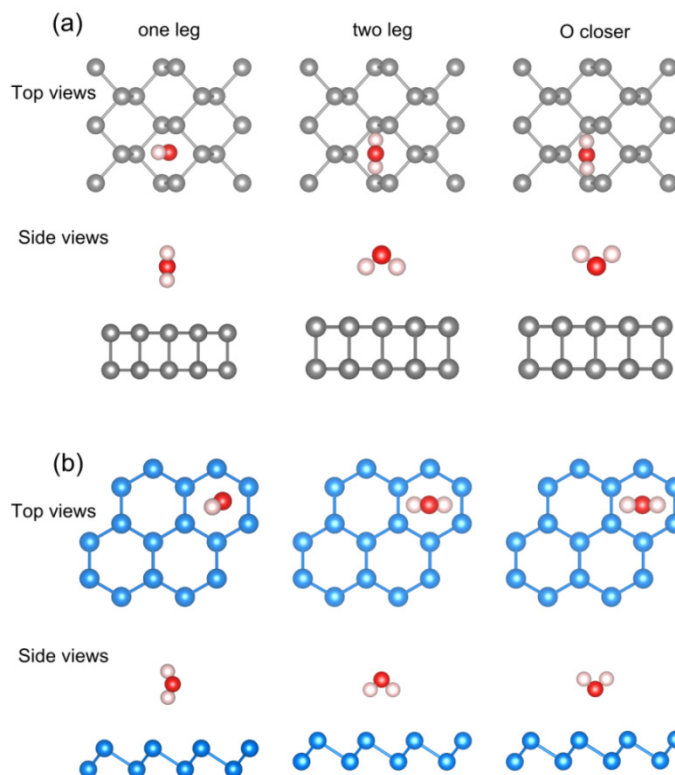 (a)
one leg
two leg
O closer
Top views
Side views
(b)
Top views
Side views